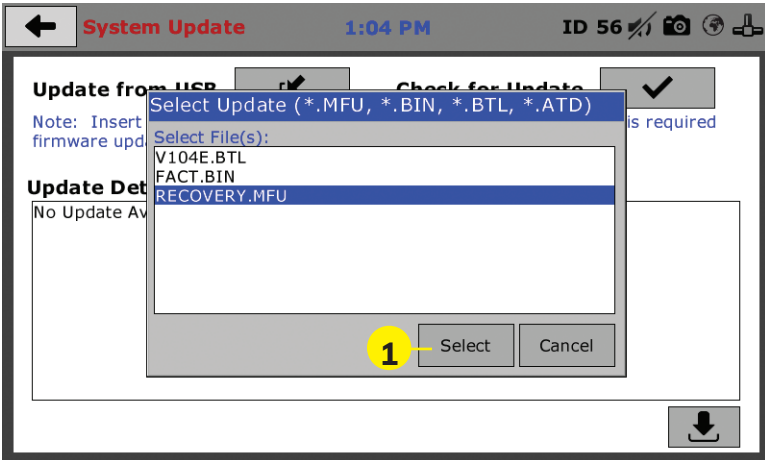 System Update 1:04 PM ID 56
Update from USB Check for Update
Select Update (*.MFU, *.BIN, *.BTL, *.ATD)
Note: Insert is required
firmware upd
Select File(s):
V104E.BTL
FACT.BIN
RECOVERY.MFU
Update Det
No Update Av
1 Select Cancel